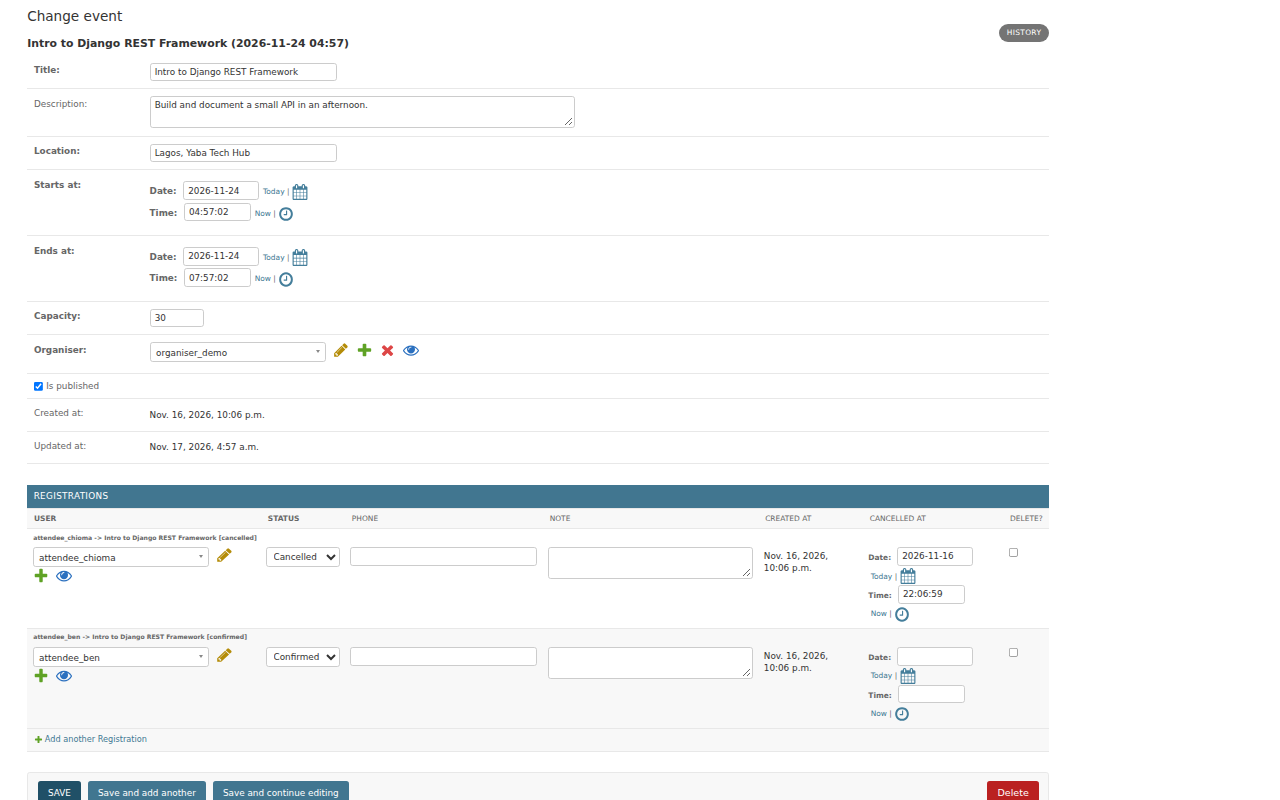 Change event
Intro to Django REST Framework (2026-11-24 04:57)
HISTORY
Title: Intro to Django REST Framework
Description: Build and document a small API in an afternoon.
Location: Lagos, Yaba Tech Hub
Starts at: Date: 2026-11-24 Today |
Time: 04:57:02 Now |
Ends at: Date: 2026-11-24 Today |
Time: 07:57:02 Now |
Capacity: 30
Organiser: organiser_demo
Is published
Created at: Nov. 16, 2026, 10:06 p.m.
Updated at: Nov. 17, 2026, 4:57 a.m.
REGISTRATIONS
USER STATUS PHONE NOTE CREATED AT CANCELLED AT DELETE?
attendee_chioma -> Intro to Django REST Framework [cancelled]
attendee_chioma Cancelled Nov. 16, 2026, 10:06 p.m. Date: 2026-11-16
Today |
Time: 22:06:59
Now |
attendee_ben -> Intro to Django REST Framework [confirmed]
attendee_ben Confirmed Nov. 16, 2026, 10:06 p.m. Date:
Today |
Time:
Now |
Add another Registration
SAVE Save and add another Save and continue editing Delete